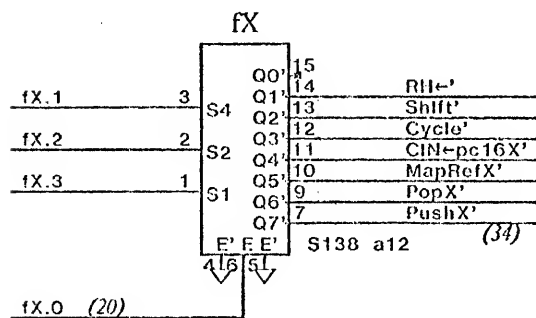 fX
15
Q0'
14
RH←'
Q1'
fX.1
3
S4
13
Shift'
Q2'
12
Cycle'
Q3'
fX.2
2
S2
11
CIN←pc16X'
Q4'
10
MapRefX'
Q5'
fX.3
1
S1
9
PopX'
Q6'
7
PushX'
Q7'
(34)
E' E E'
S138 a12
4 6 5
fX.0 (20)